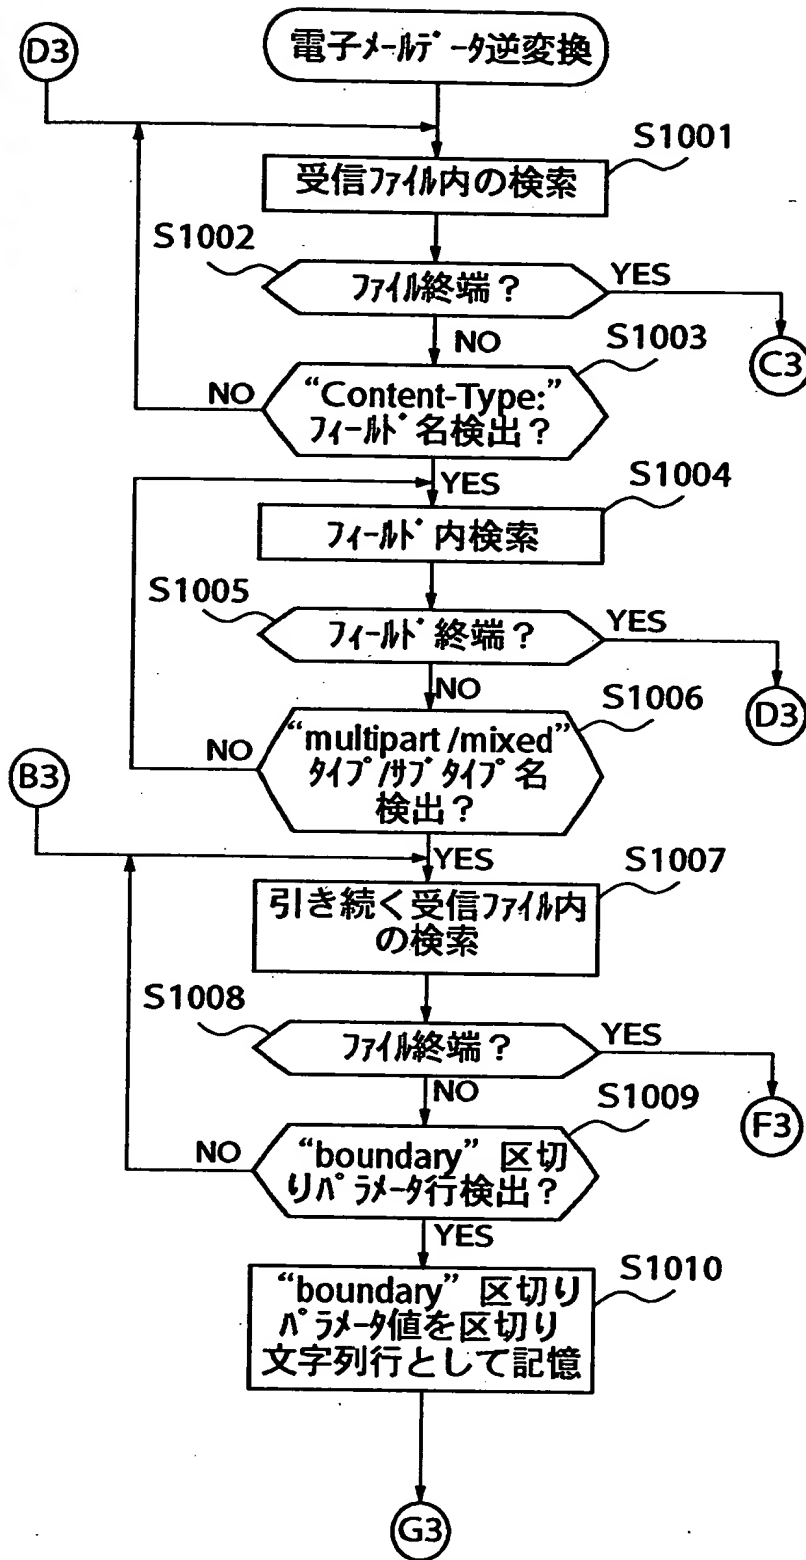 D3
電子メールデータ逆変換
S1001
受信ファイル内の検索
S1002
ファイル終端？
YES
C3
NO
S1003
“Content-Type:”
フィールド名検出？
NO
YES
S1004
フィールド内検索
S1005
フィールド終端？
YES
D3
NO
S1006
“multipart/mixed”
タイプ/サブタイプ名
検出？
NO
B3
YES
S1007
引き続く受信ファイル内
の検索
S1008
ファイル終端？
YES
F3
NO
S1009
“boundary” 区切
りパラメータ行検出？
NO
YES
S1010
“boundary” 区切り
パラメータ値を区切り
文字列行として記憶
G3